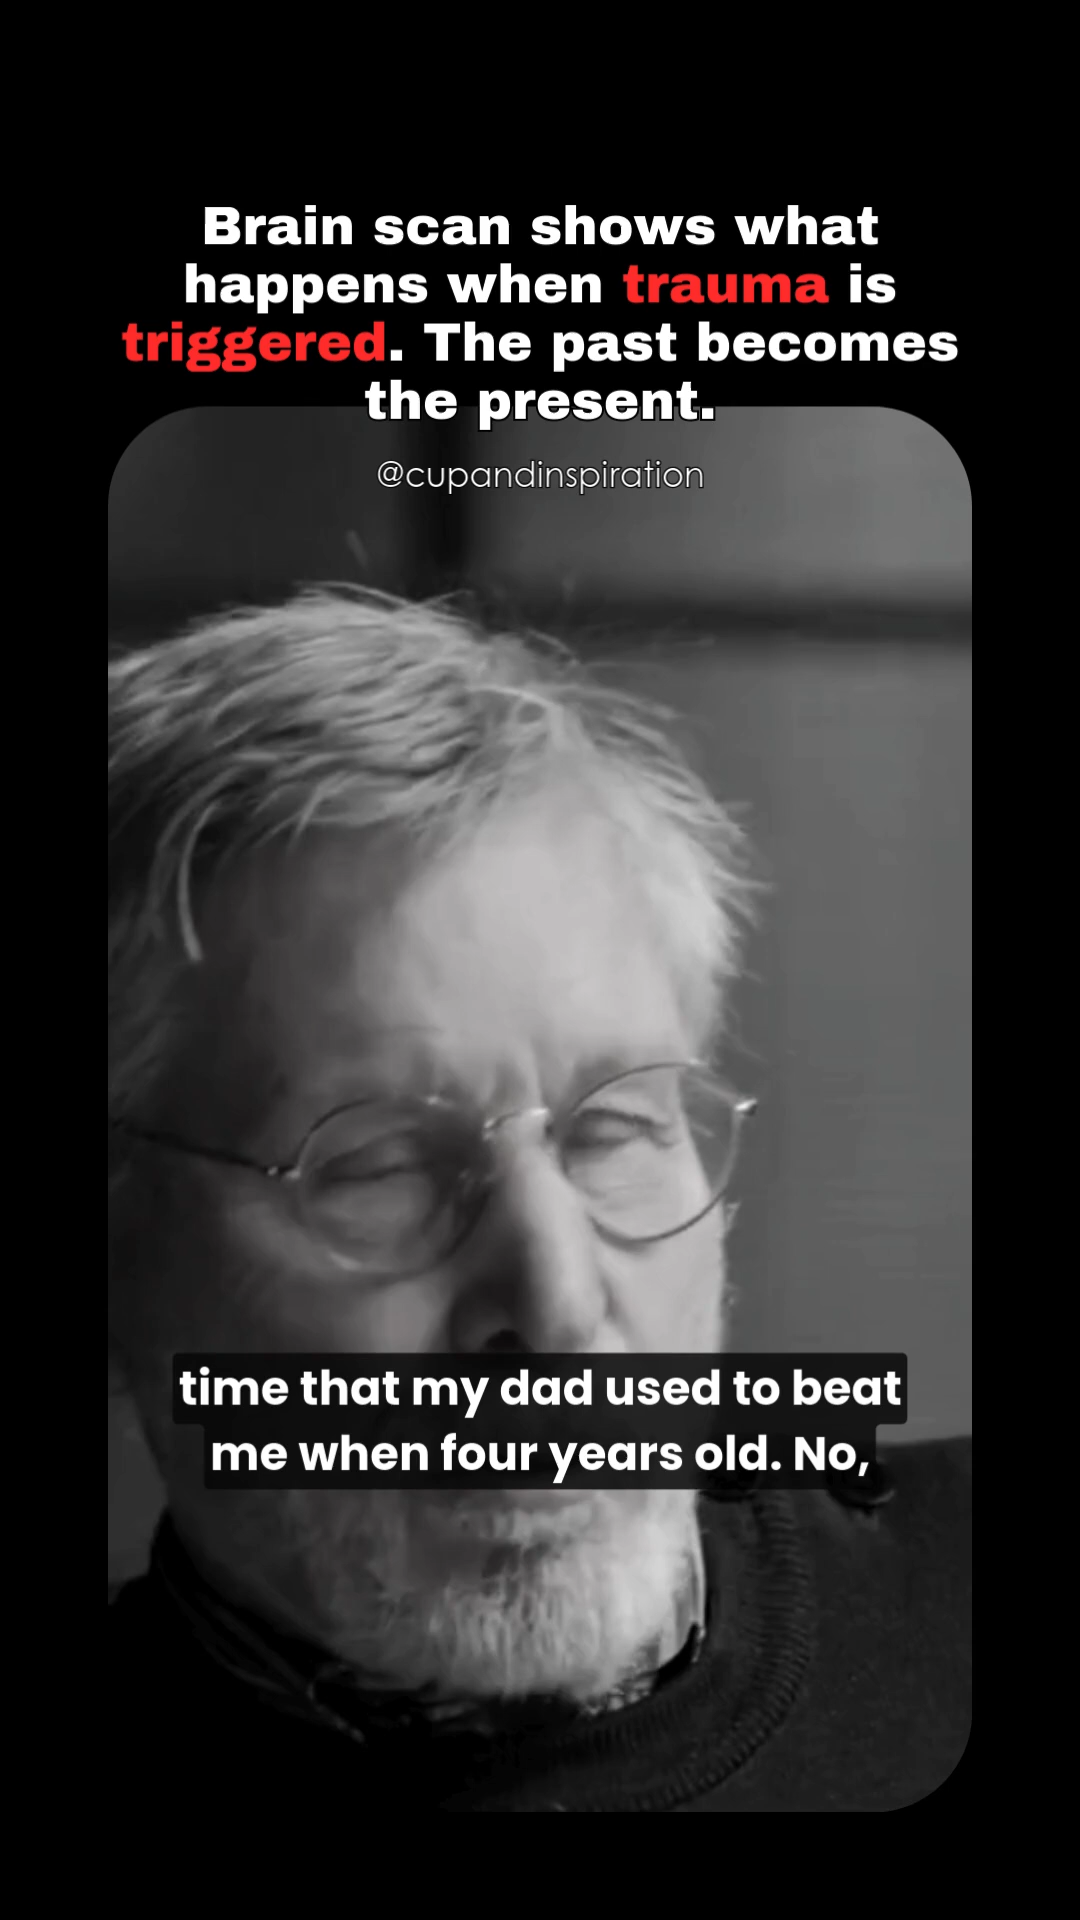 Brain scan shows what
happens when trauma is
triggered. The past becomes
the present.
@cupandinspiration
time that my dad used to beat
me when four years old. No,